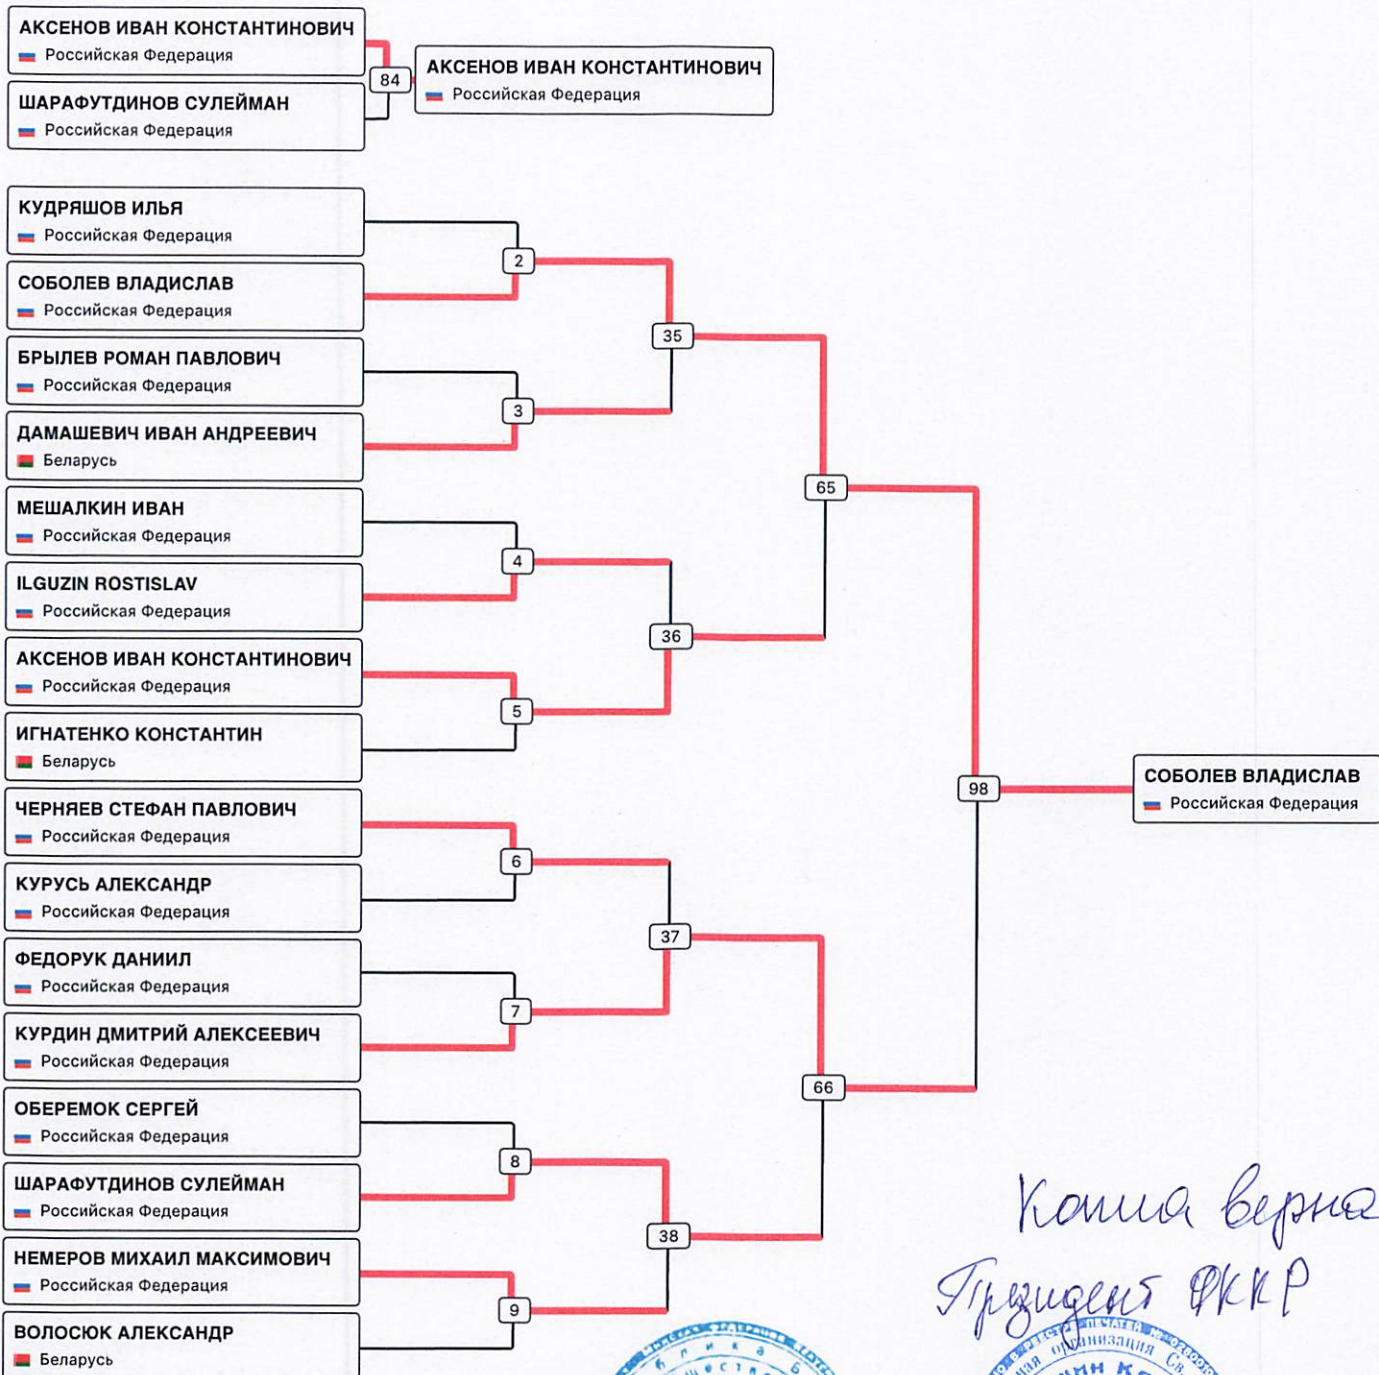 АКСЕНОВ ИВАН КОНСТАНТИНОВИЧ
Российская Федерация
ШАРАФУТДИНОВ СУЛЕЙМАН
Российская Федерация
84
АКСЕНОВ ИВАН КОНСТАНТИНОВИЧ
Российская Федерация
КУДРЯШОВ ИЛЬЯ
Российская Федерация
СОБОЛЕВ ВЛАДИСЛАВ
Российская Федерация
БРЫЛЕВ РОМАН ПАВЛОВИЧ
Российская Федерация
ДАМАШЕВИЧ ИВАН АНДРЕЕВИЧ
Беларусь
МЕШАЛКИН ИВАН
Российская Федерация
ILGUZIN ROSTISLAV
Российская Федерация
АКСЕНОВ ИВАН КОНСТАНТИНОВИЧ
Российская Федерация
ИГНАТЕНКО КОНСТАНТИН
Беларусь
ЧЕРНЯЕВ СТЕФАН ПАВЛОВИЧ
Российская Федерация
КУРУСЬ АЛЕКСАНДР
Российская Федерация
ФЕДОРУК ДАНИИЛ
Российская Федерация
КУРДИН ДМИТРИЙ АЛЕКСЕЕВИЧ
Российская Федерация
ОБЕРЕМОК СЕРГЕЙ
Российская Федерация
ШАРАФУТДИНОВ СУЛЕЙМАН
Российская Федерация
НЕМЕРОВ МИХАИЛ МАКСИМОВИЧ
Российская Федерация
ВОЛОСЮК АЛЕКСАНДР
Беларусь
2
3
4
5
6
7
8
9
35
36
37
38
65
66
98
СОБОЛЕВ ВЛАДИСЛАВ
Российская Федерация
Копия верна
Президент ФККР